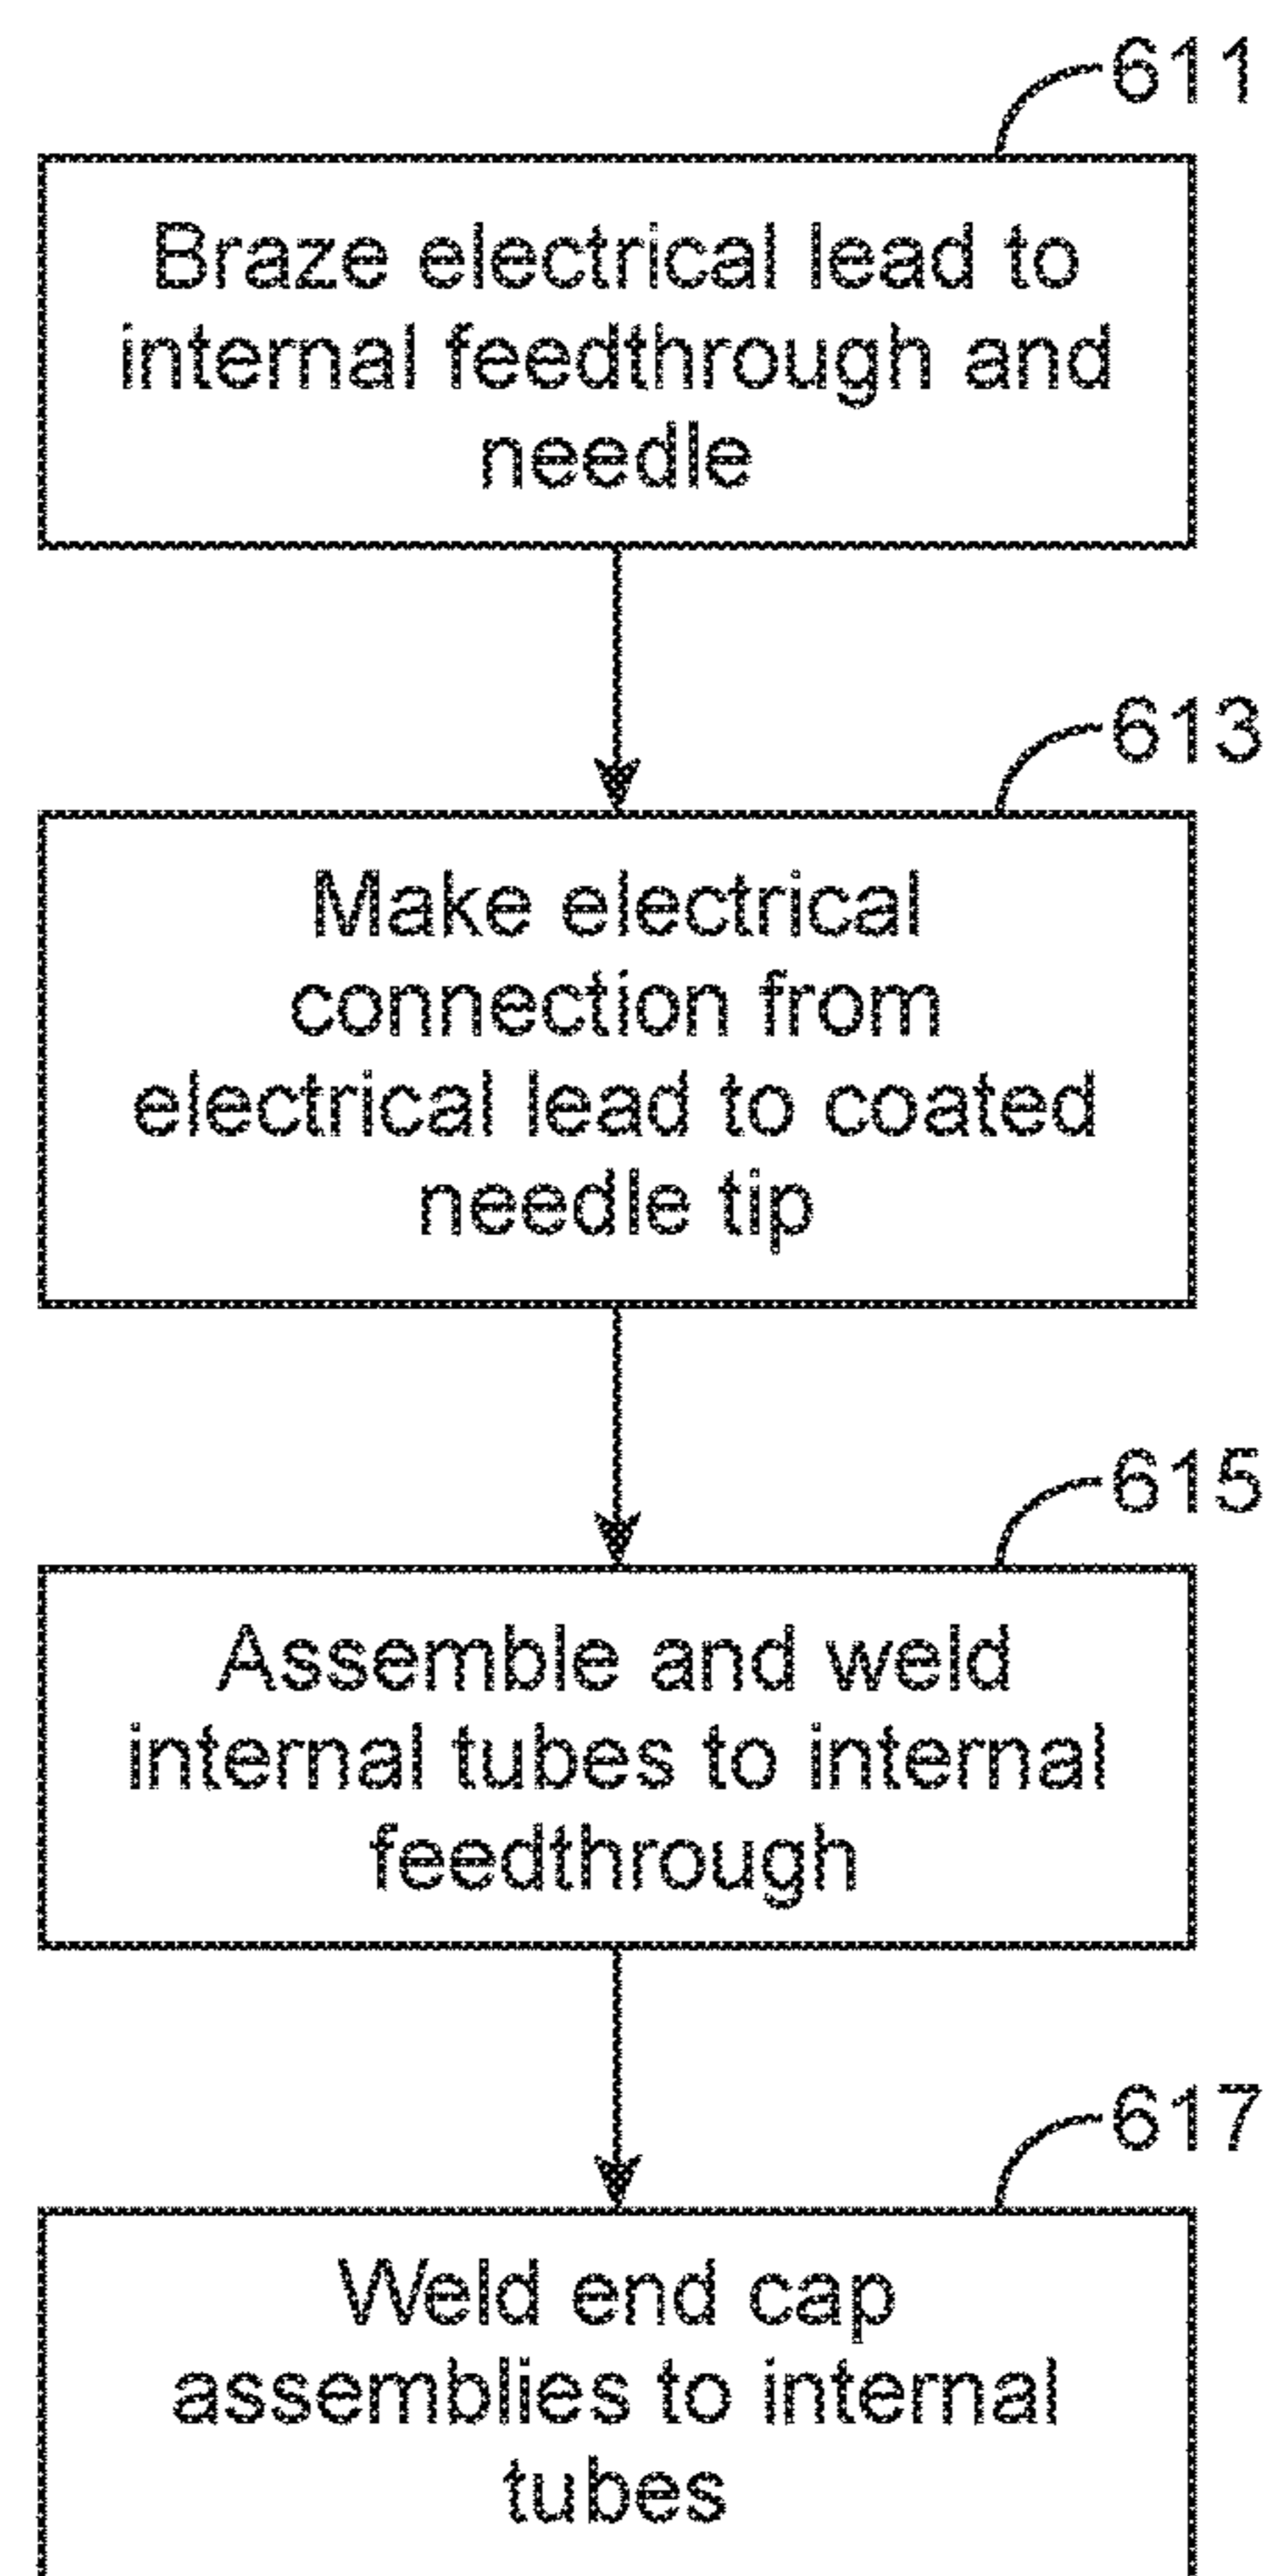 611
Braze electrical lead to
internal feedthrough and
needle
613
Make electrical
connection from
electrical lead to coated
needle tip
615
Assemble and weld
internal tubes to internal
feedthrough
617
Weld end cap
assemblies to internal
tubes